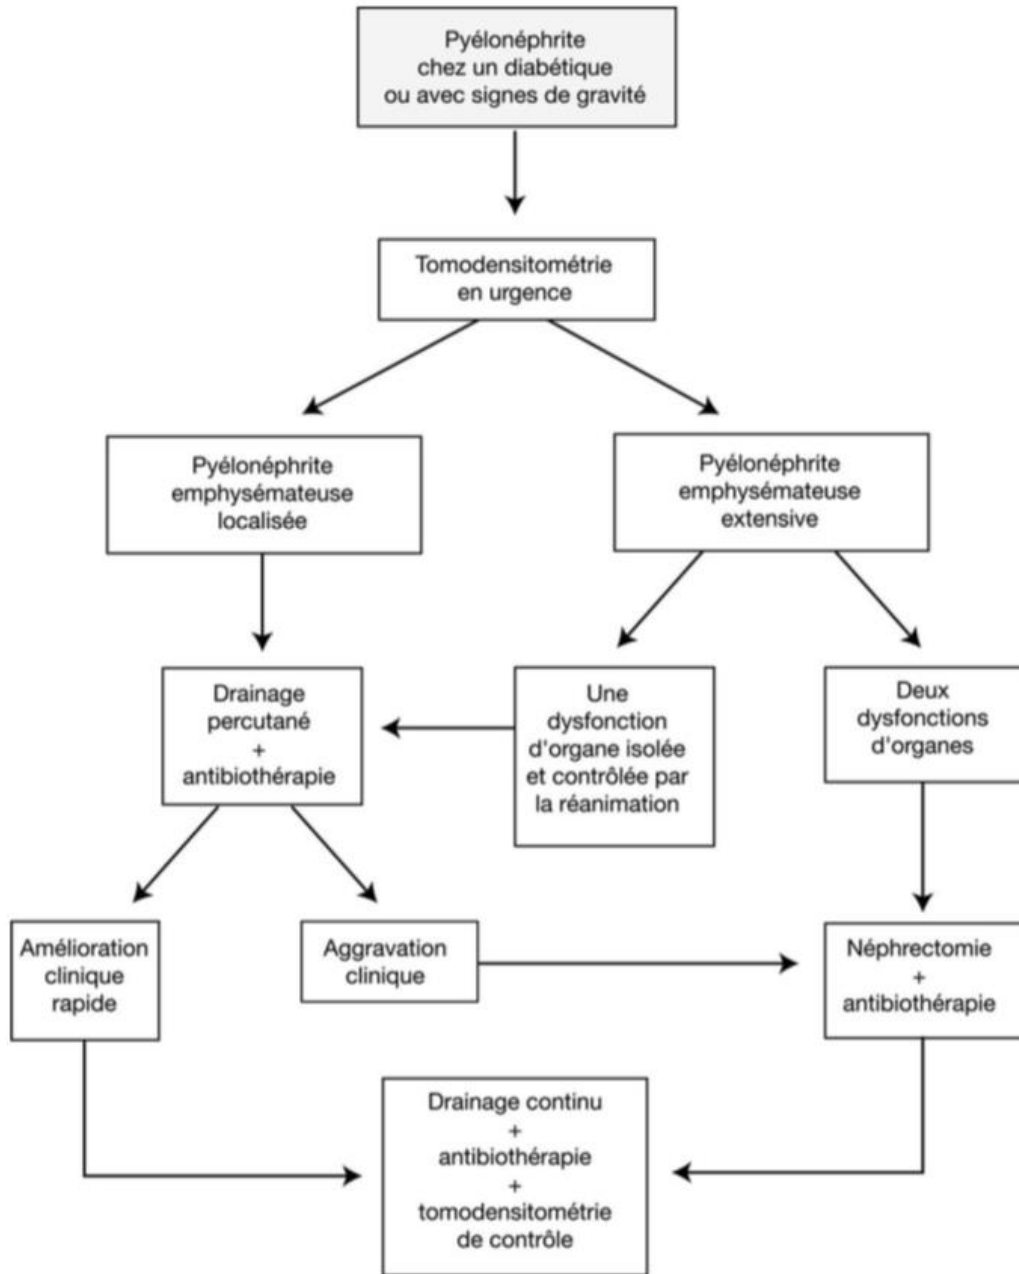 Pyélonéphrite
chez un diabétique
ou avec signes de gravité
Tomodensitométrie
en urgence
Pyélonéphrite
emphysémateuse
localisée
Pyélonéphrite
emphysémateuse
extensive
Drainage
percutané
+
antibiothérapie
Une
dysfonction
d'organe isolée
et contrôlée par
la réanimation
Deux
dysfonctions
d'organes
Amélioration
clinique
rapide
Aggravation
clinique
Néphrectomie
+
antibiothérapie
Drainage continu
+
antibiothérapie
+
tomodensitométrie
de contrôle